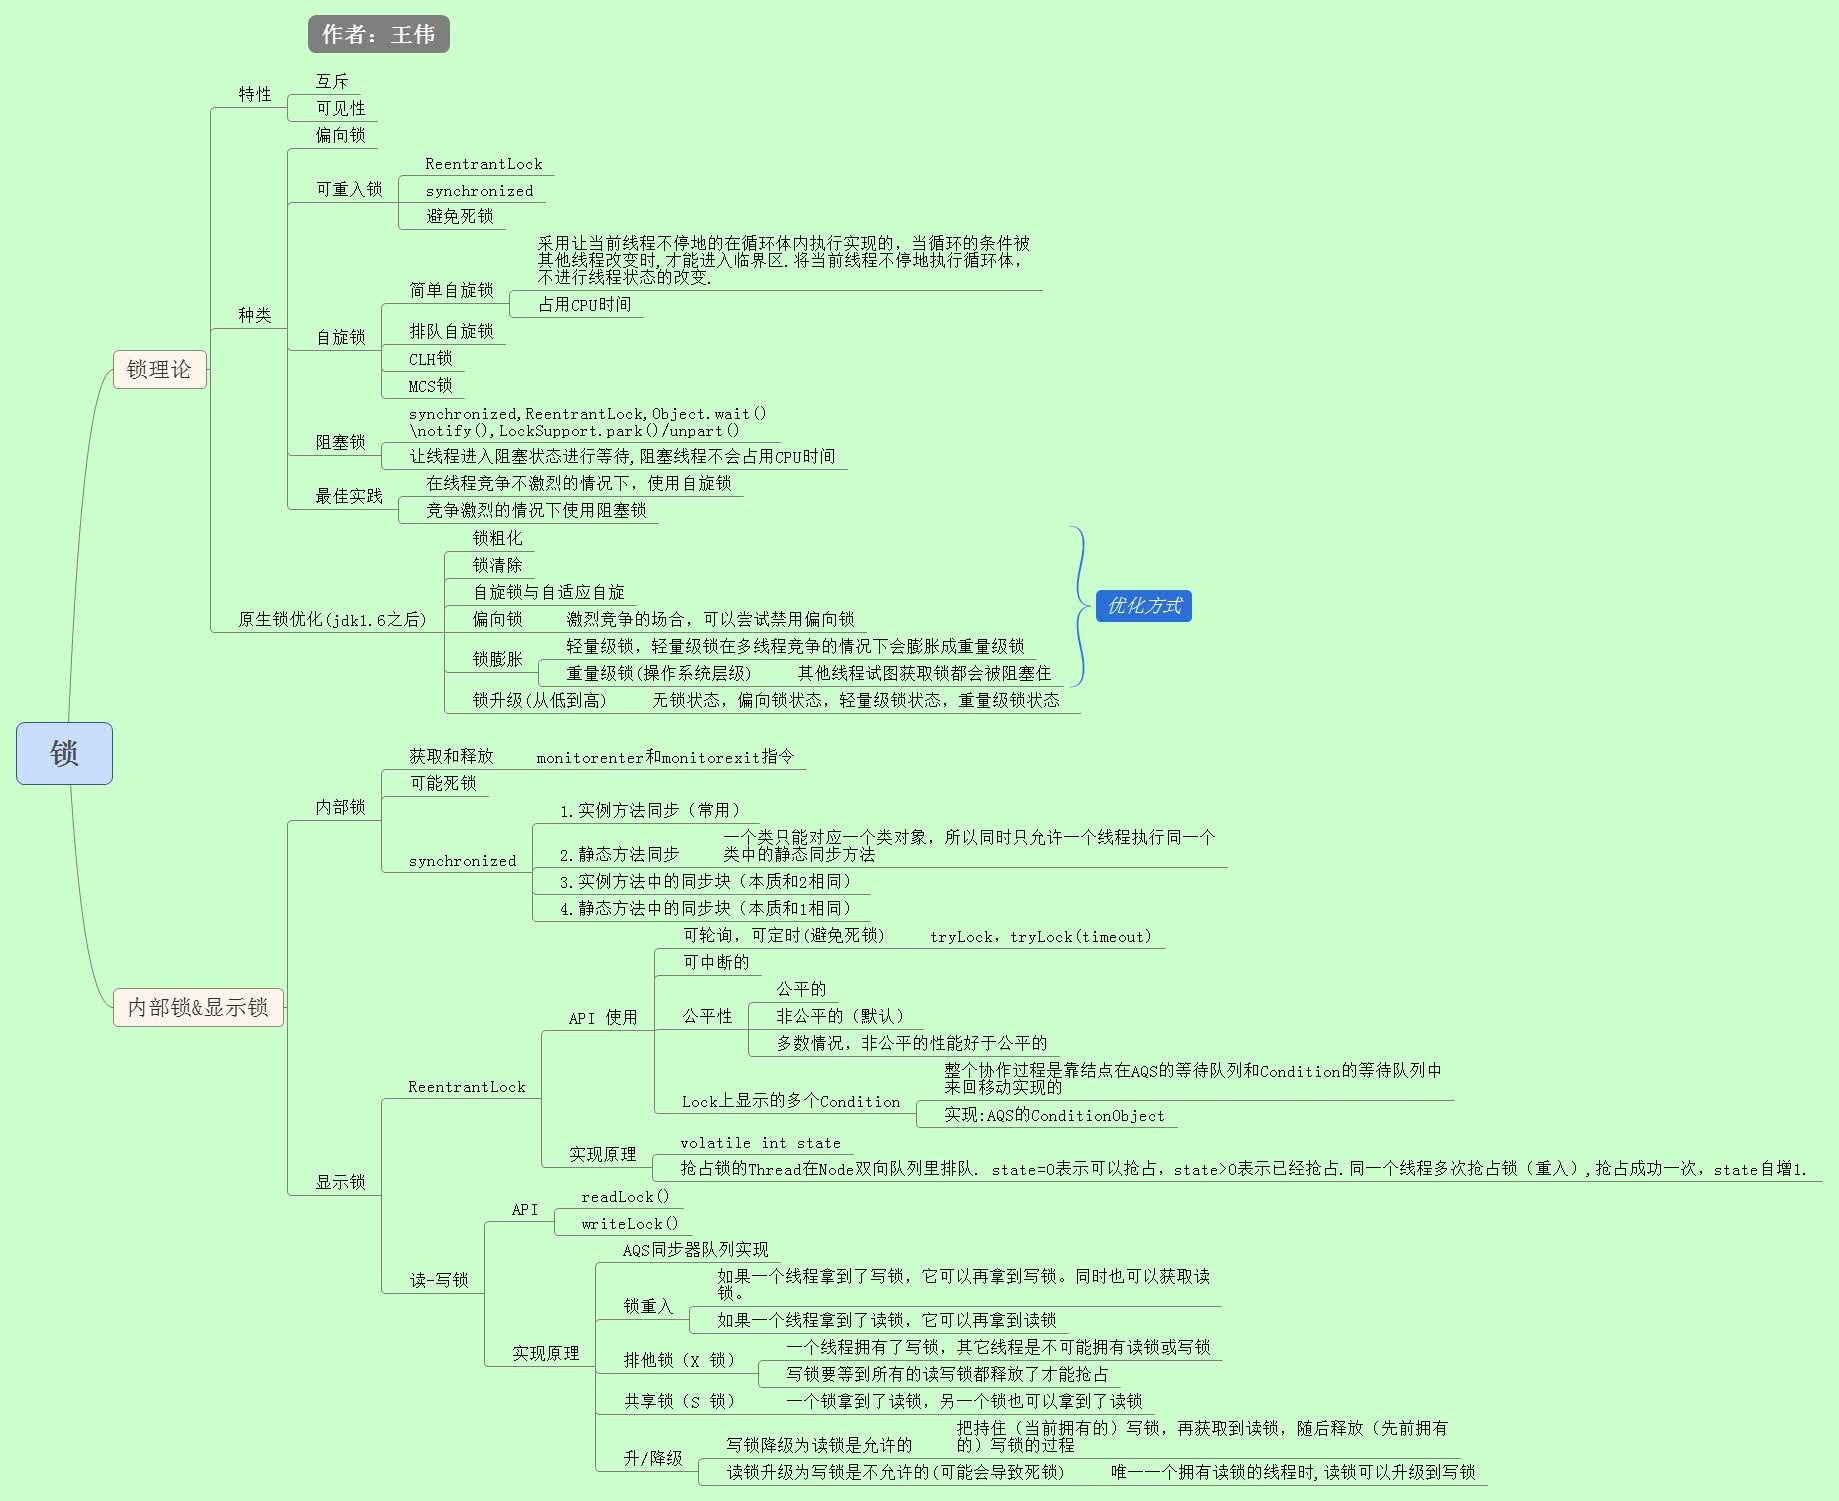 作者：王伟
锁
锁理论
特性
互斥
可见性
种类
偏向锁
可重入锁
ReentrantLock
synchronized
避免死锁
自旋锁
简单自旋锁
采用让当前线程不停地的在循环体内执行实现的，当循环的条件被
其他线程改变时,才能进入临界区.将当前线程不停地执行循环体，
不进行线程状态的改变.
占用CPU时间
排队自旋锁
CLH锁
MCS锁
阻塞锁
synchronized,ReentrantLock,Object.wait()
\notify(),LockSupport.park()/unpart()
让线程进入阻塞状态进行等待,阻塞线程不会占用CPU时间
最佳实践
在线程竞争不激烈的情况下，使用自旋锁
竞争激烈的情况下使用阻塞锁
原生锁优化(jdk1.6之后)
锁粗化
锁清除
自旋锁与自适应自旋
偏向锁
激烈竞争的场合，可以尝试禁用偏向锁
锁膨胀
轻量级锁，轻量级锁在多线程竞争的情况下会膨胀成重量级锁
重量级锁(操作系统层级)
其他线程试图获取锁都会被阻塞住
锁升级(从低到高)
无锁状态，偏向锁状态，轻量级锁状态，重量级锁状态
优化方式
内部锁&显示锁
内部锁
获取和释放
monitorenter和monitorexit指令
可能死锁
synchronized
1.实例方法同步（常用）
2.静态方法同步
一个类只能对应一个类对象，所以同时只允许一个线程执行同一个
类中的静态同步方法
3.实例方法中的同步块（本质和2相同）
4.静态方法中的同步块（本质和1相同）
显示锁
ReentrantLock
API 使用
可轮询，可定时(避免死锁)
tryLock，tryLock(timeout)
可中断的
公平性
公平的
非公平的（默认）
多数情况，非公平的性能好于公平的
Lock上显示的多个Condition
整个协作过程是靠结点在AQS的等待队列和Condition的等待队列中
来回移动实现的
实现:AQS的ConditionObject
实现原理
volatile int state
抢占锁的Thread在Node双向队列里排队. state=0表示可以抢占，state>0表示已经抢占.同一个线程多次抢占锁（重入）,抢占成功一次，state自增1.
读-写锁
API
readLock()
writeLock()
实现原理
AQS同步器队列实现
锁重入
如果一个线程拿到了写锁，它可以再拿到写锁。同时也可以获取读
锁。
如果一个线程拿到了读锁，它可以再拿到读锁
排他锁（X 锁）
一个线程拥有了写锁，其它线程是不可能拥有读锁或写锁
写锁要等到所有的读写锁都释放了才能抢占
共享锁（S 锁）
一个锁拿到了读锁，另一个锁也可以拿到了读锁
升/降级
写锁降级为读锁是允许的
把持住（当前拥有的）写锁，再获取到读锁，随后释放（先前拥有
的）写锁的过程
读锁升级为写锁是不允许的(可能会导致死锁)
唯一一个拥有读锁的线程时,读锁可以升级到写锁